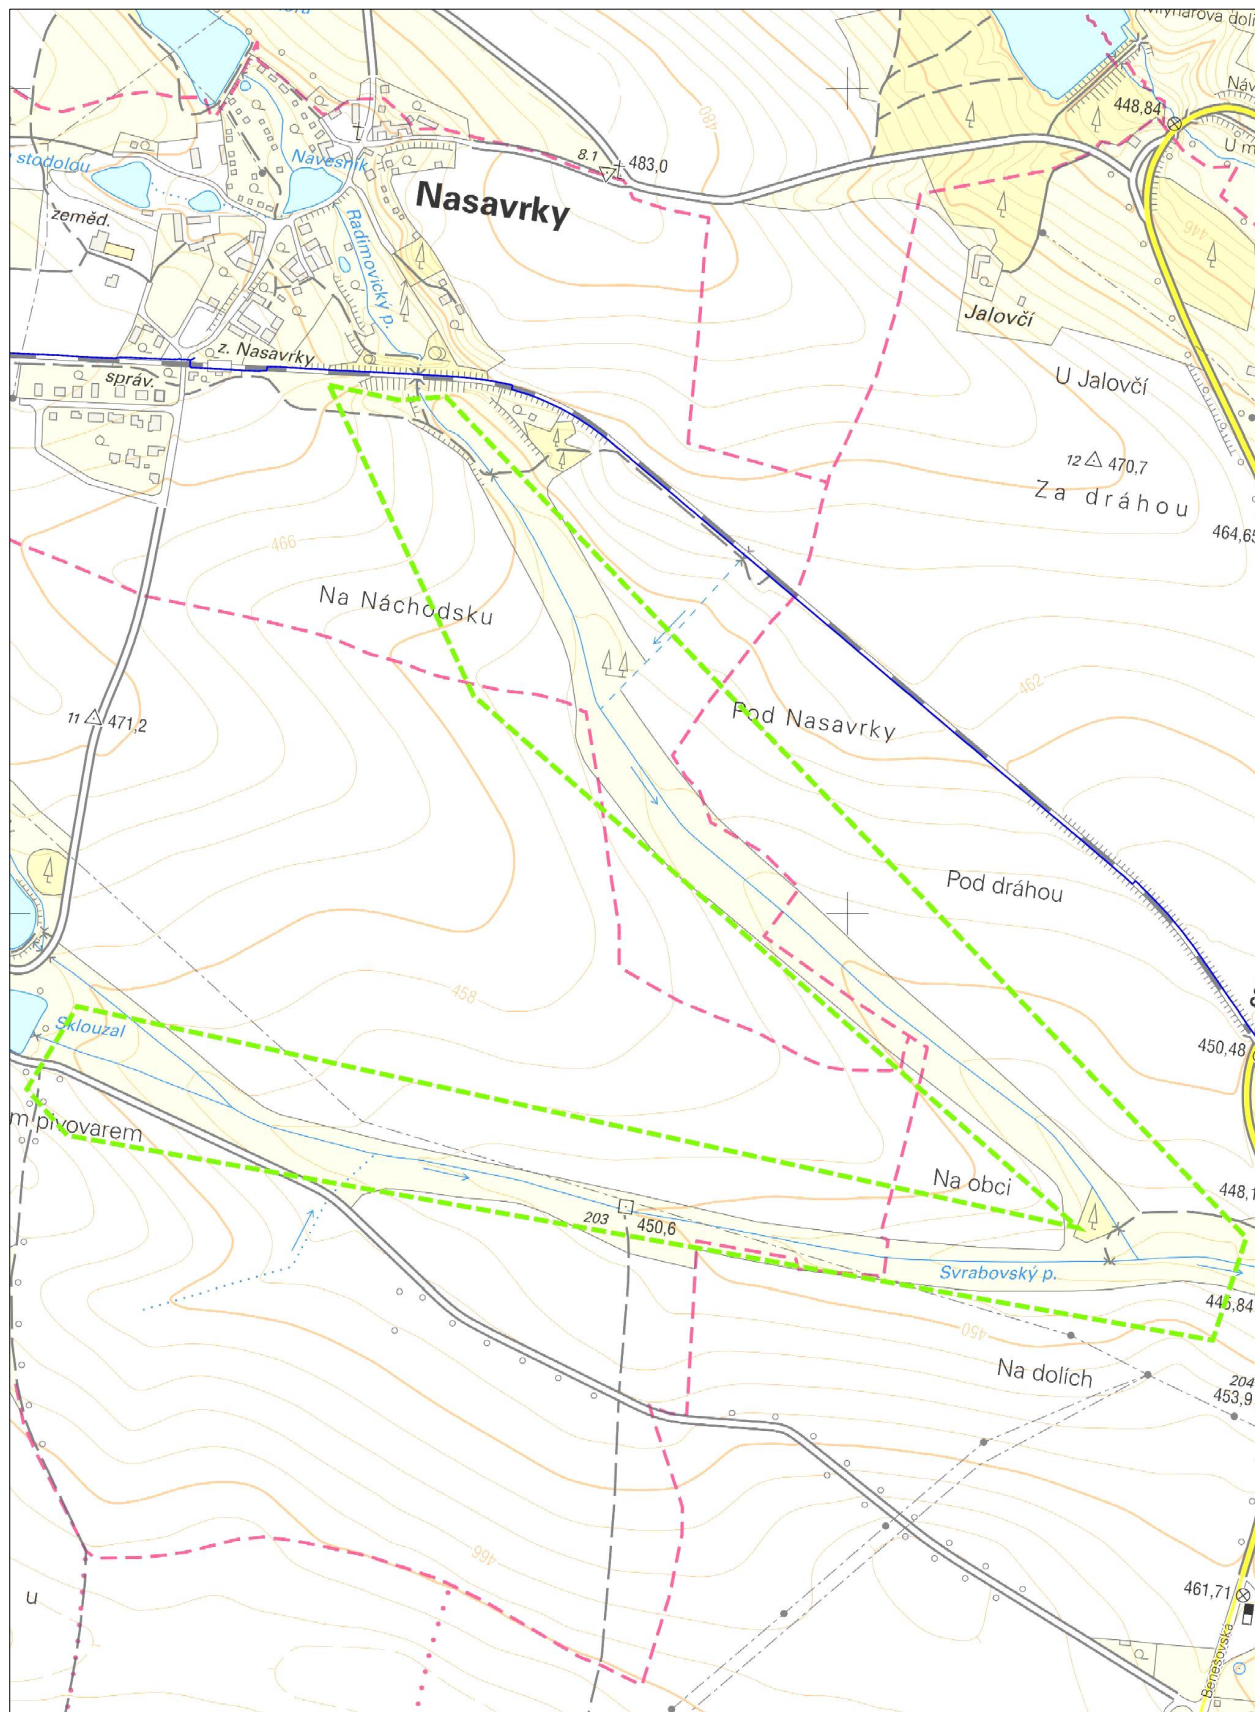 Mlynářova dolí
Náv
448,84
U m
stodolou
Návesník
8.1
483,0
Nasavrky
zeměd.
Radimovický p.
480
446
Jalovčí
z. Nasavrky
správ.
U Jalovčí
12
470,7
Za dráhou
464,65
466
Na Náchodsku
462
11
471,2
Pod Nasavrky
Pod dráhou
458
Sklouzal
450,48
m pivovarem
Na obci
448,1
203
450,6
Svrabovský p.
445,84
450
Na dolích
204
453,9
466
u
461,71
Benešovská